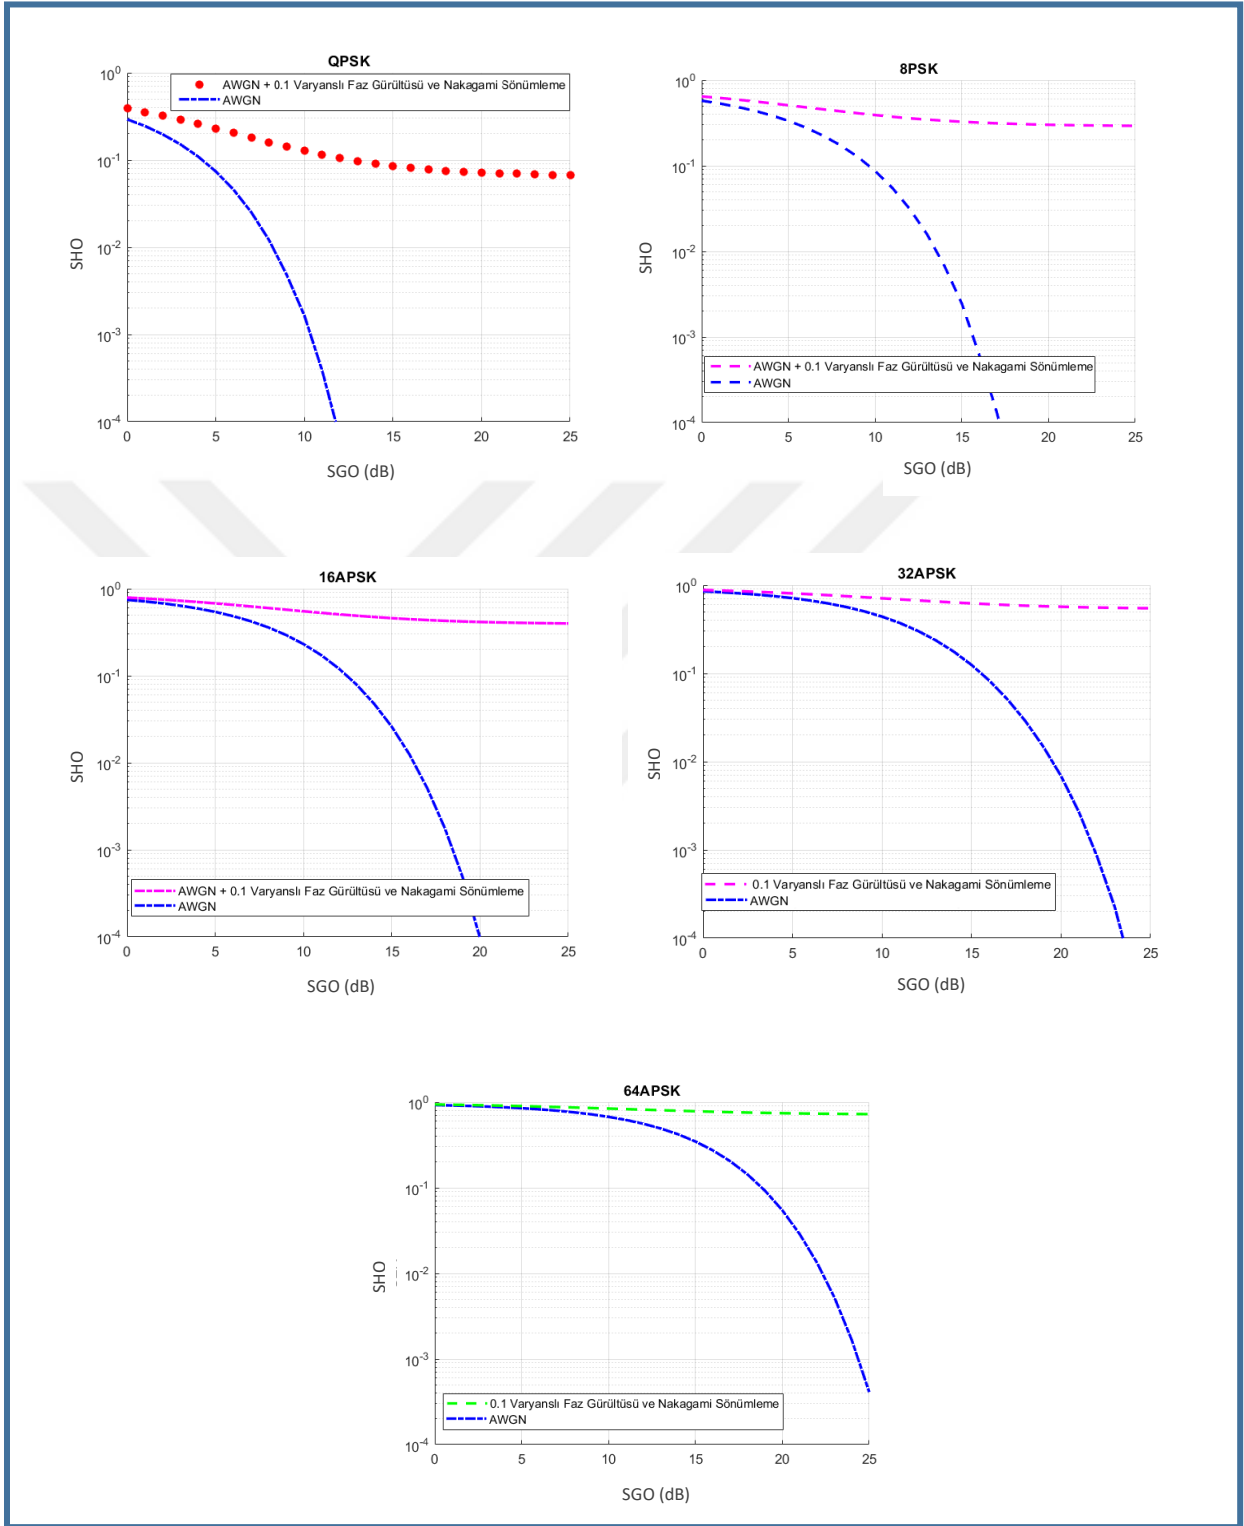 QPSK
10^0
10^-1
10^-2
10^-3
10^-4
AWGN + 0.1 Varyanslı Faz Gürültüsü ve Nakagami Sönümleme
AWGN
SHO
0 5 10 15 20 25
SGO (dB)
8PSK
10^0
10^-1
10^-2
10^-3
10^-4
SHO
AWGN + 0.1 Varyanslı Faz Gürültüsü ve Nakagami Sönümleme
AWGN
0 5 10 15 20 25
SGO (dB)
16APSK
10^0
10^-1
10^-2
10^-3
10^-4
SHO
AWGN + 0.1 Varyanslı Faz Gürültüsü ve Nakagami Sönümleme
AWGN
0 5 10 15 20 25
SGO (dB)
32APSK
10^0
10^-1
10^-2
10^-3
10^-4
SHO
0.1 Varyanslı Faz Gürültüsü ve Nakagami Sönümleme
AWGN
0 5 10 15 20 25
SGO (dB)
64APSK
10^0
10^-1
10^-2
10^-3
10^-4
SHO
0.1 Varyanslı Faz Gürültüsü ve Nakagami Sönümleme
AWGN
0 5 10 15 20 25
SGO (dB)